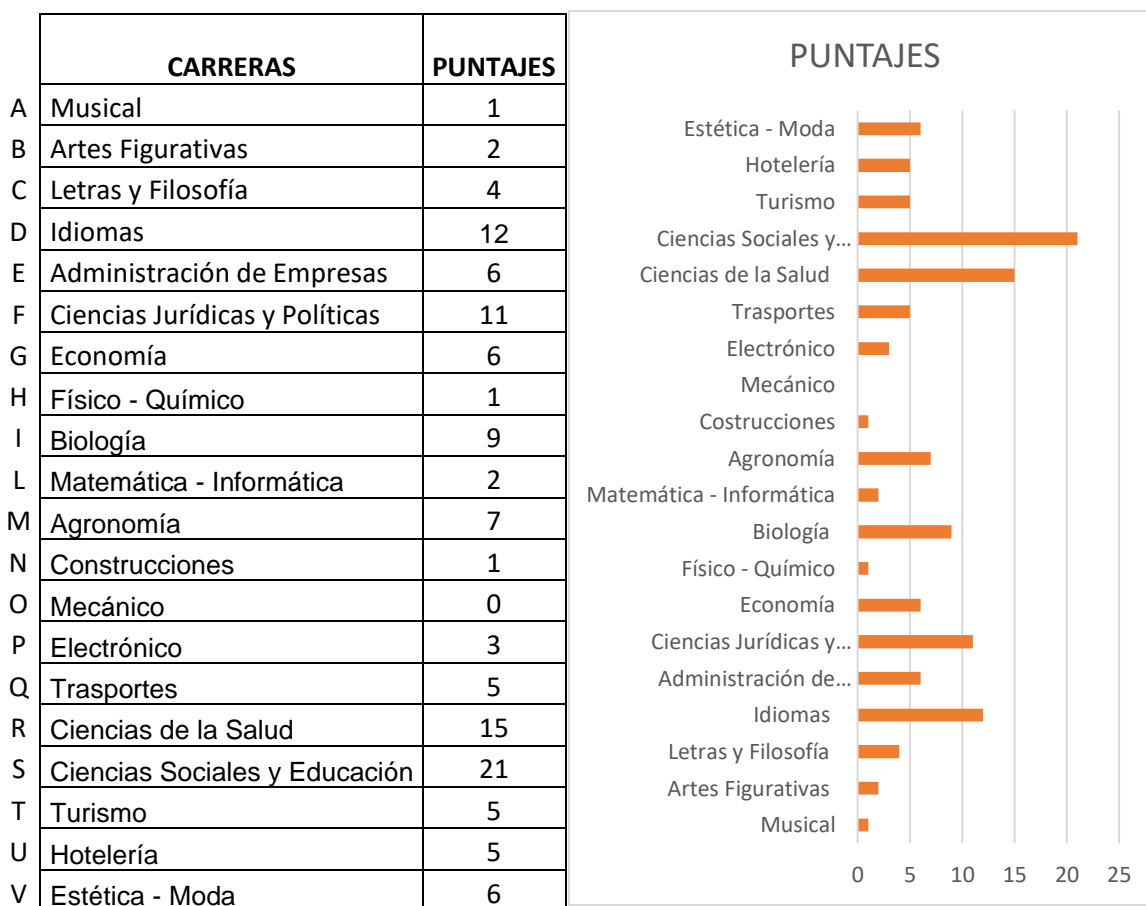 CARRERAS PUNTAJES
A Musical 1
B Artes Figurativas 2
C Letras y Filosofía 4
D Idiomas 12
E Administración de Empresas 6
F Ciencias Jurídicas y Políticas 11
G Economía 6
H Físico - Químico 1
I Biología 9
L Matemática - Informática 2
M Agronomía 7
N Construcciones 1
O Mecánico 0
P Electrónico 3
Q Trasportes 5
R Ciencias de la Salud 15
S Ciencias Sociales y Educación 21
T Turismo 5
U Hotelería 5
V Estética - Moda 6
PUNTAJES
Estética - Moda
Hotelería
Turismo
Ciencias Sociales y...
Ciencias de la Salud
Trasportes
Electrónico
Mecánico
Costrucciones
Agronomía
Matemática - Informática
Biología
Físico - Químico
Economía
Ciencias Jurídicas y...
Administración de...
Idiomas
Letras y Filosofía
Artes Figurativas
Musical
0 5 10 15 20 25